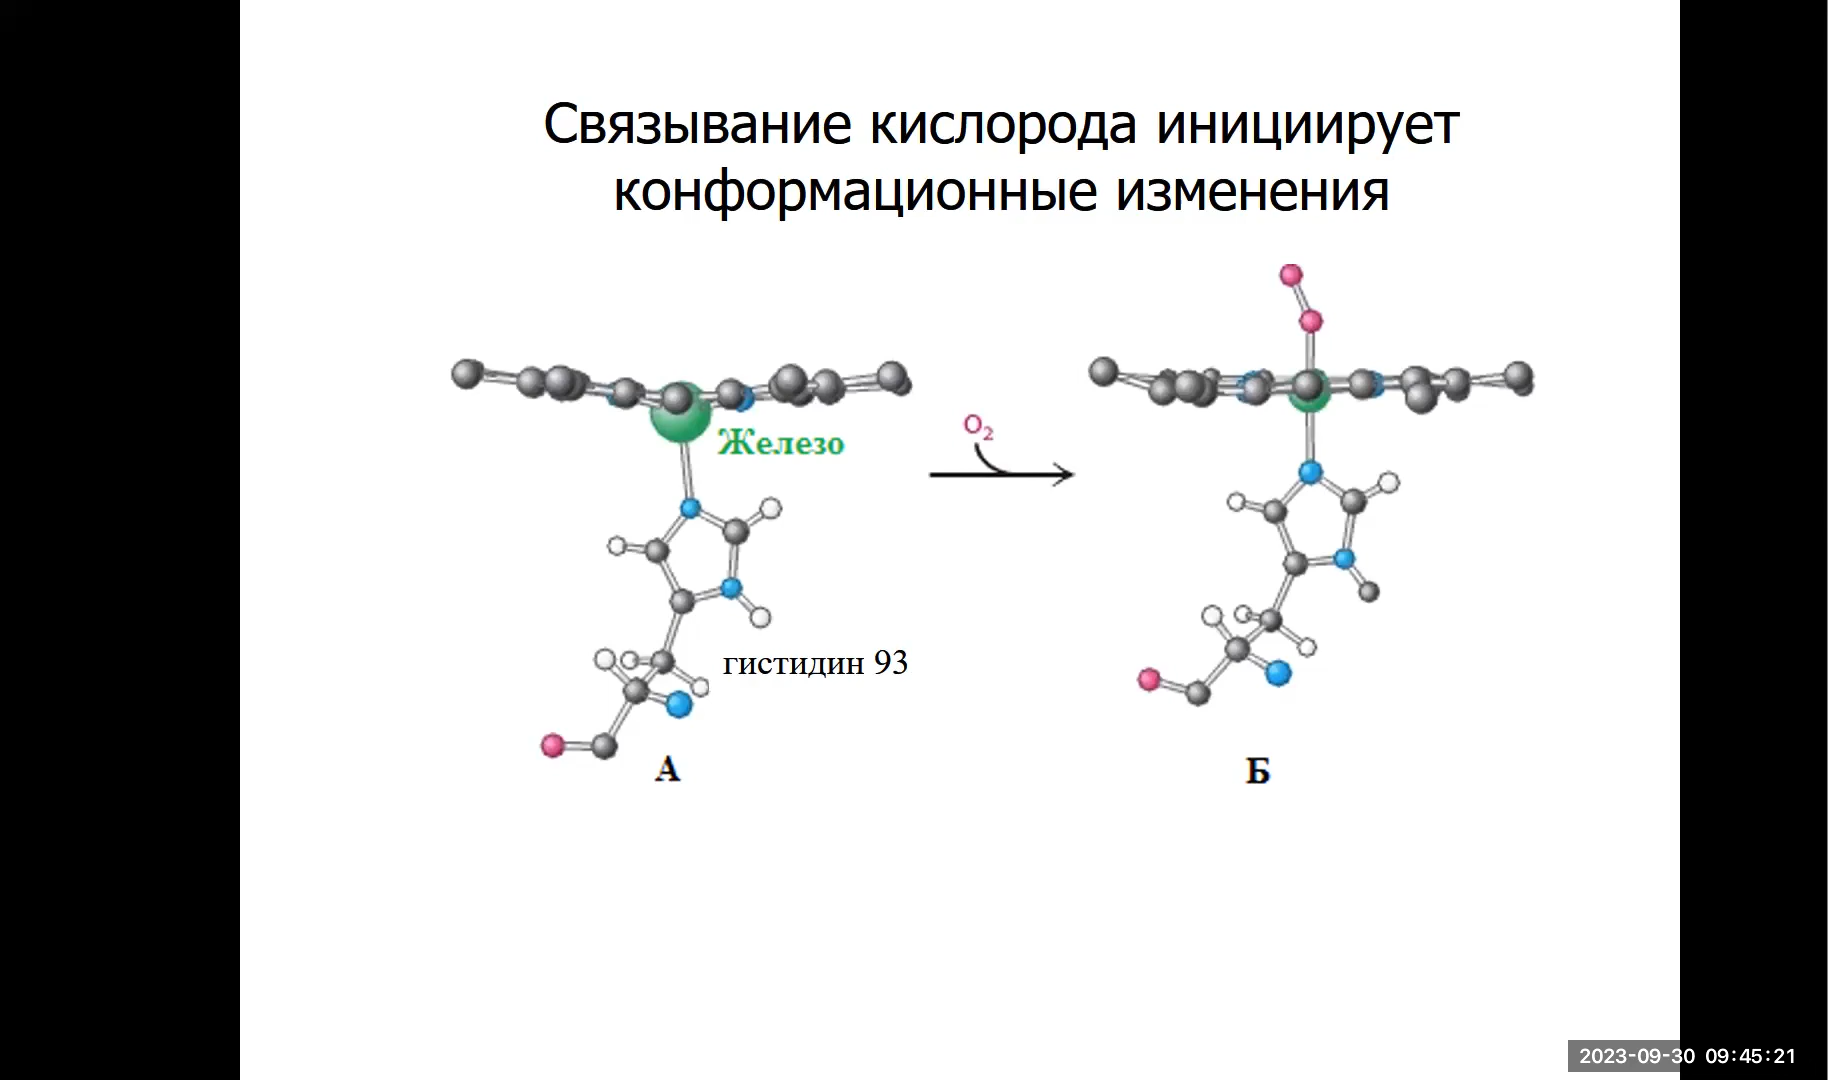 Связывание кислорода инициирует
конформационные изменения
O₂
Железо
гистидин 93
А
Б
2023-09-30 09:45:21